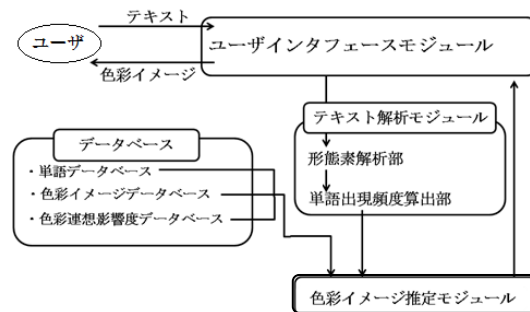 テキスト
ユーザ
ユーザインタフェースモジュール
色彩イメージ
テキスト解析モジュール
形態素解析部
単語出現頻度算出部
データベース
・単語データベース
・色彩イメージデータベース
・色彩連想影響度データベース
色彩イメージ推定モジュール